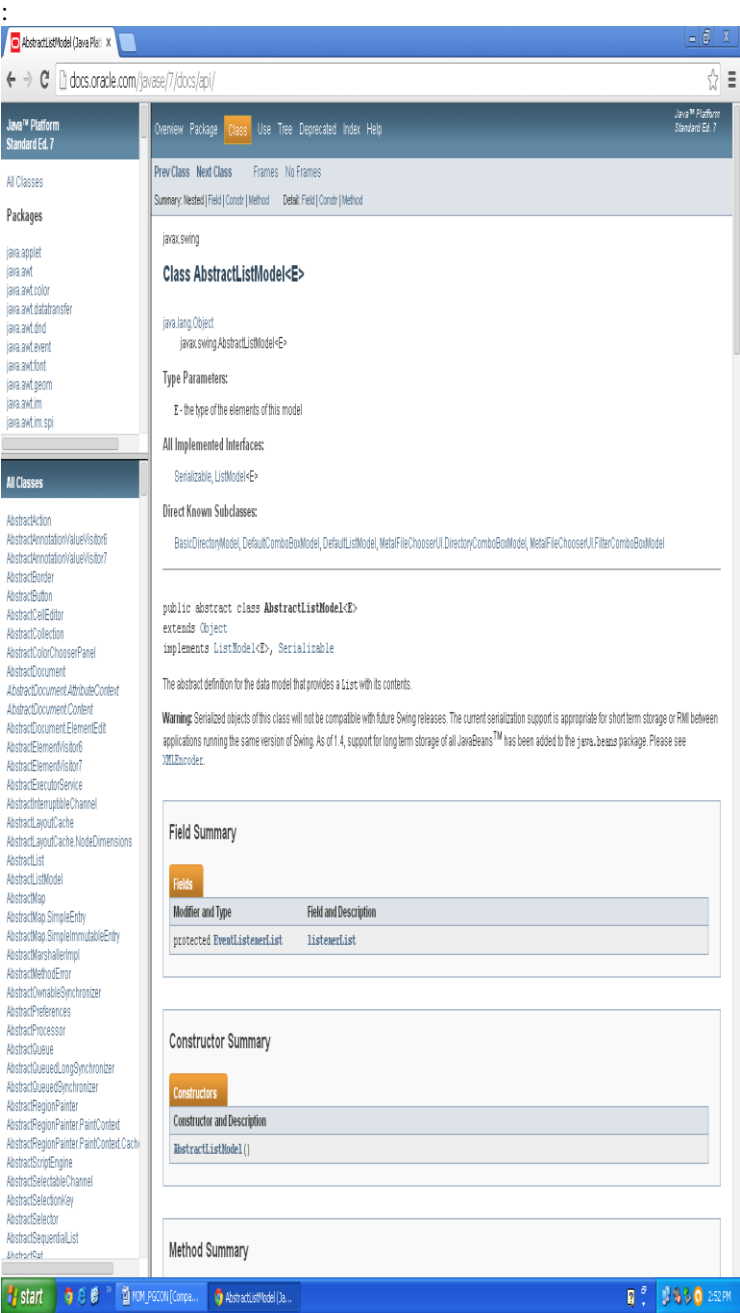 :
AbstractListModel (Java Plat
docs.oracle.com/javase/7/docs/api/
Java™ Platform
Standard Ed. 7
All Classes
Packages
java.applet
java.awt
java.awt.color
java.awt.datatransfer
java.awt.dnd
java.awt.event
java.awt.font
java.awt.geom
java.awt.im
java.awt.im.spi
All Classes
AbstractAction
AbstractAnnotationValueVisitor6
AbstractAnnotationValueVisitor7
AbstractBorder
AbstractButton
AbstractCellEditor
AbstractCollection
AbstractColorChooserPanel
AbstractDocument
AbstractDocument.AttributeContext
AbstractDocument.Content
AbstractDocument.ElementEdit
AbstractElementVisitor6
AbstractElementVisitor7
AbstractExecutorService
AbstractInterruptibleChannel
AbstractLayoutCache
AbstractLayoutCache.NodeDimensions
AbstractList
AbstractListModel
AbstractMap
AbstractMap.SimpleEntry
AbstractMap.SimpleImmutableEntry
AbstractMarshallerImpl
AbstractMethodError
AbstractOwnableSynchronizer
AbstractPreferences
AbstractProcessor
AbstractQueue
AbstractQueuedLongSynchronizer
AbstractQueuedSynchronizer
AbstractRegionPainter
AbstractRegionPainter.PaintContext
AbstractRegionPainter.PaintContext.Cache
AbstractScriptEngine
AbstractSelectableChannel
AbstractSelectionKey
AbstractSelector
AbstractSequentialList
AbstractSet
Overview Package Class Use Tree Deprecated Index Help
Java™ Platform
Standard Ed. 7
Prev Class Next Class Frames No Frames
Summary: Nested | Field | Constr | Method Detail: Field | Constr | Method
javax.swing
Class AbstractListModel<E>
java.lang.Object
javax.swing.AbstractListModel<E>
Type Parameters:
E - the type of the elements of this model
All Implemented Interfaces:
Serializable, ListModel<E>
Direct Known Subclasses:
BasicDirectoryModel, DefaultComboBoxModel, DefaultListModel, MetalFileChooserUI.DirectoryComboBoxModel, MetalFileChooserUI.FilterComboBoxModel
public abstract class AbstractListModel<E>
extends Object
implements ListModel<E>, Serializable
The abstract definition for the data model that provides a List with its contents.
Warning: Serialized objects of this class will not be compatible with future Swing releases. The current serialization support is appropriate for short term storage or RMI between
applications running the same version of Swing. As of 1.4, support for long term storage of all JavaBeans™ has been added to the java.beans package. Please see
XMLEncoder.
Field Summary
Fields
Modifier and Type Field and Description
protected EventListenerList listenerList
Constructor Summary
Constructors
Constructor and Description
AbstractListModel()
Method Summary
start
M2M_PGCON [Compa...
AbstractListModel (Ja...
2:52 PM